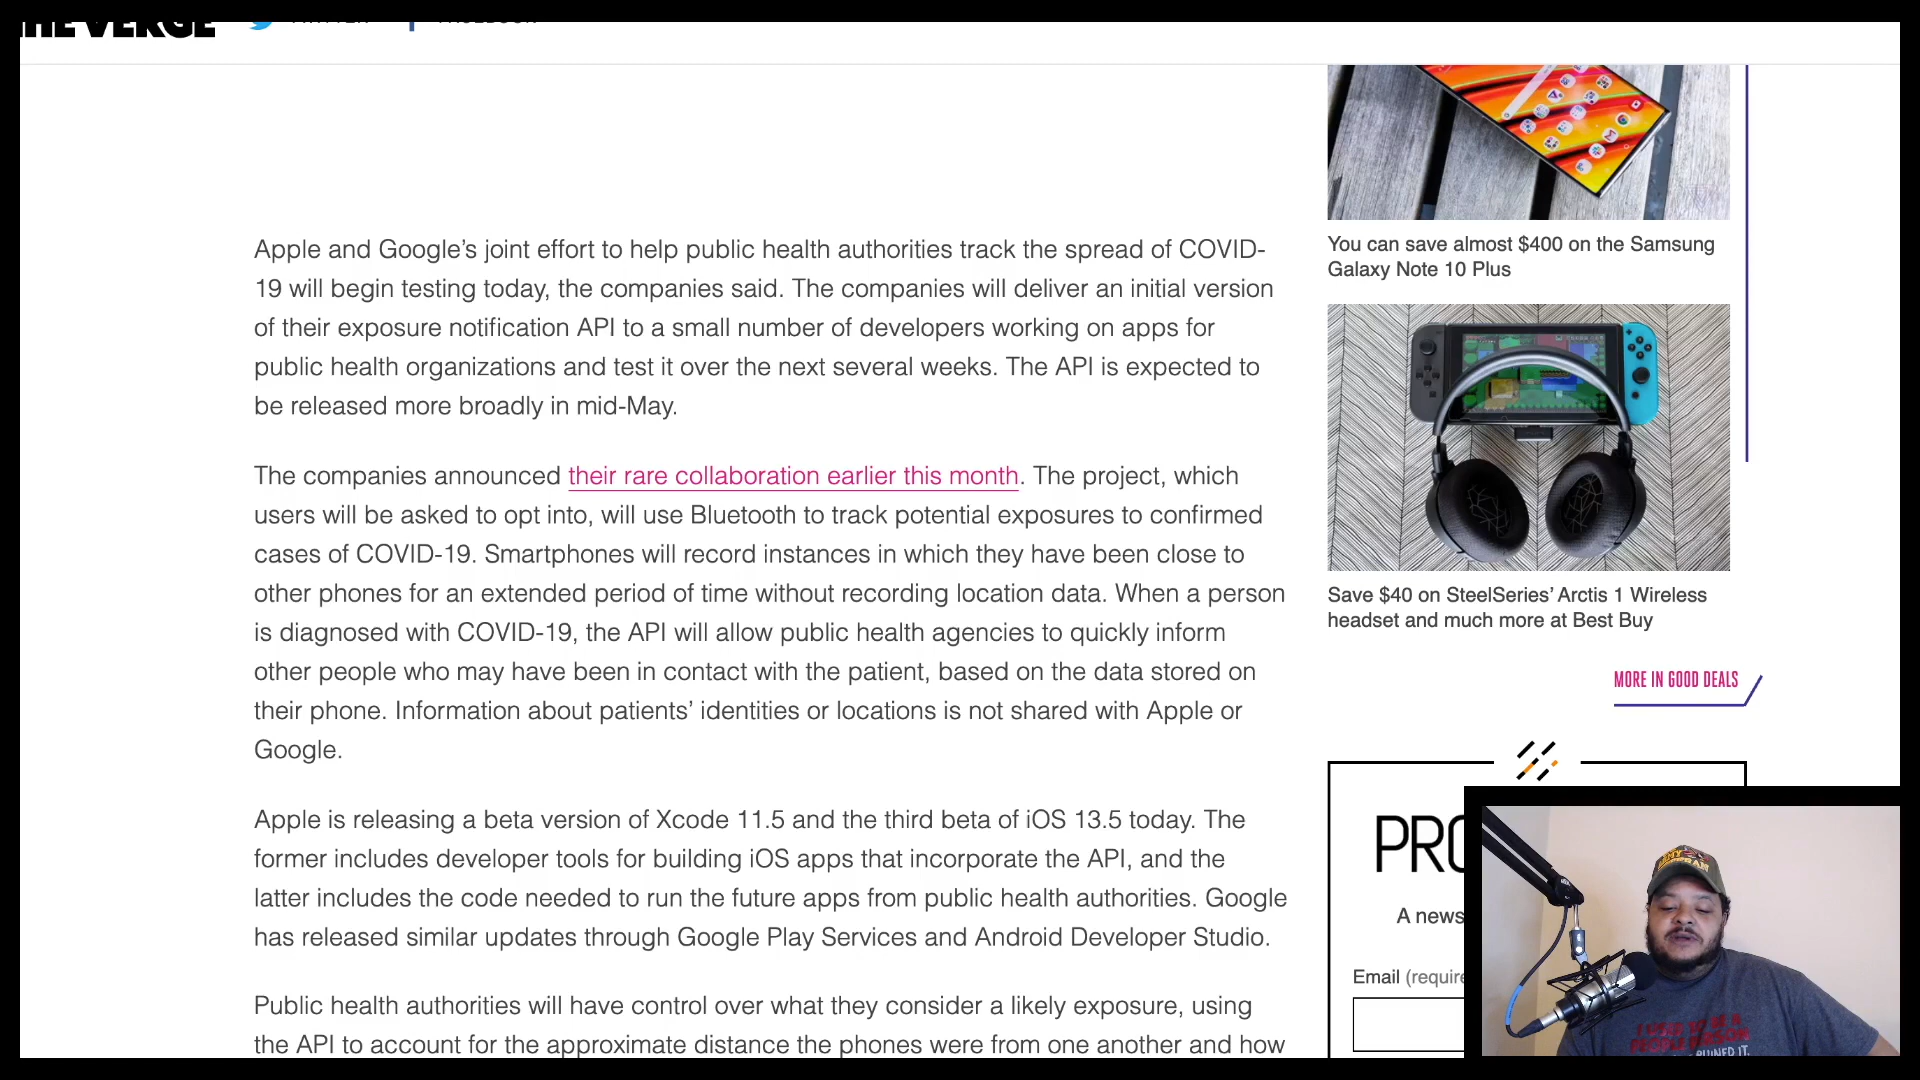 THE VERGE
TWITTER
FACEBOOK
Apple and Google’s joint effort to help public health authorities track the spread of COVID-
19 will begin testing today, the companies said. The companies will deliver an initial version
of their exposure notification API to a small number of developers working on apps for
public health organizations and test it over the next several weeks. The API is expected to
be released more broadly in mid-May.
The companies announced their rare collaboration earlier this month. The project, which
users will be asked to opt into, will use Bluetooth to track potential exposures to confirmed
cases of COVID-19. Smartphones will record instances in which they have been close to
other phones for an extended period of time without recording location data. When a person
is diagnosed with COVID-19, the API will allow public health agencies to quickly inform
other people who may have been in contact with the patient, based on the data stored on
their phone. Information about patients’ identities or locations is not shared with Apple or
Google.
Apple is releasing a beta version of Xcode 11.5 and the third beta of iOS 13.5 today. The
former includes developer tools for building iOS apps that incorporate the API, and the
latter includes the code needed to run the future apps from public health authorities. Google
has released similar updates through Google Play Services and Android Developer Studio.
Public health authorities will have control over what they consider a likely exposure, using
the API to account for the approximate distance the phones were from one another and how
You can save almost $400 on the Samsung
Galaxy Note 10 Plus
Save $40 on SteelSeries’ Arctis 1 Wireless
headset and much more at Best Buy
MORE IN GOOD DEALS
PRO
A news
Email (require
I USED TO BE A
PEOPLE PERSON
RUINED IT.